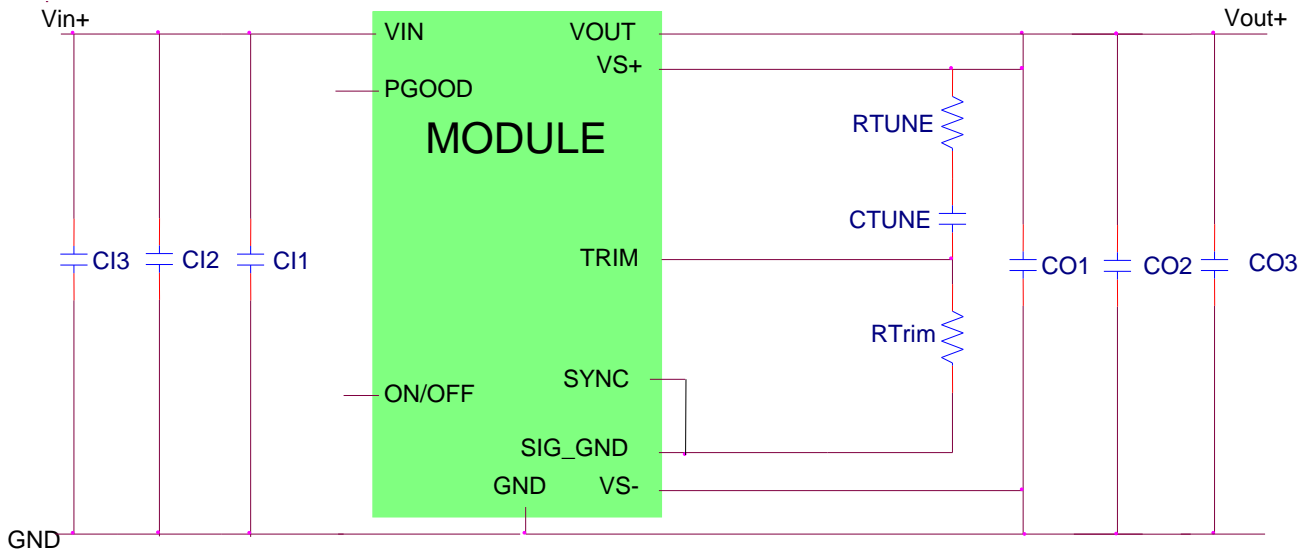 Vin+
VIN
VOUT
Vout+
VS+
PGOOD
MODULE
RTUNE
CTUNE
TRIM
CI3
CI2
CI1
CO1
CO2
CO3
RTrim
SYNC
ON/OFF
SIG_GND
GND
VS-
GND